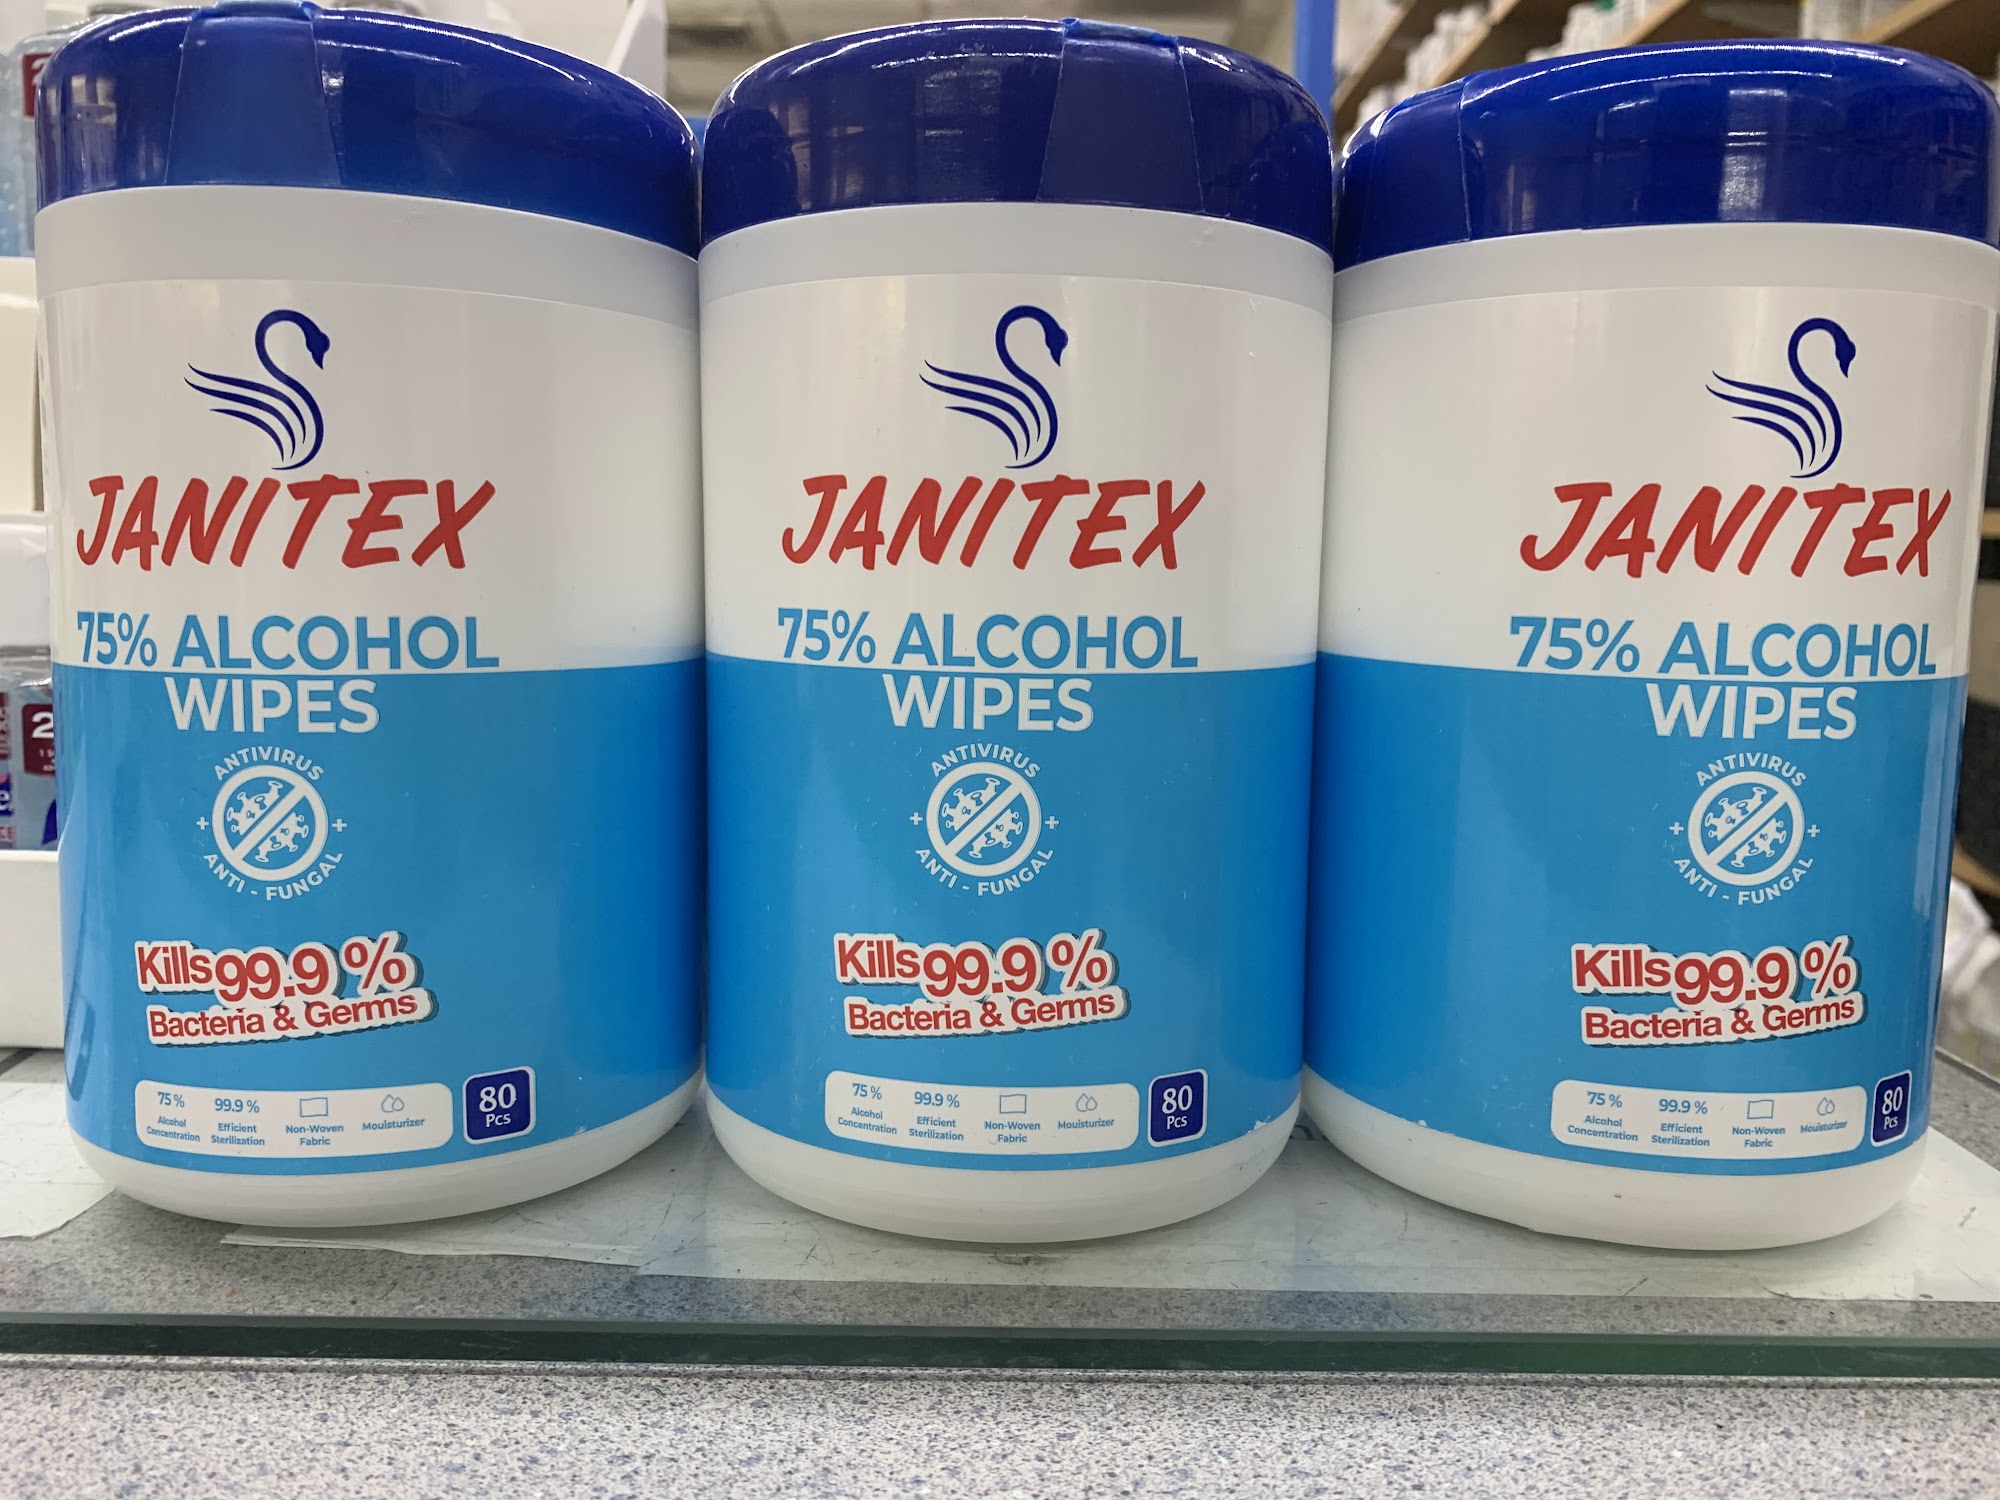 JANITEX
75% ALCOHOL
WIPES
ANTIVIRUS
ANTI - FUNGAL
Kills 99.9 %
Bacteria & Germs
75 %
Alcohol
Concentration
99.9 %
Efficient
Sterilization
Non-Woven
Fabric
Mouisturizer
80
Pcs
JANITEX
75% ALCOHOL
WIPES
ANTIVIRUS
ANTI - FUNGAL
Kills 99.9 %
Bacteria & Germs
75 %
Alcohol
Concentration
99.9 %
Efficient
Sterilization
Non-Woven
Fabric
Mouisturizer
80
Pcs
JANITEX
75% ALCOHOL
WIPES
ANTIVIRUS
ANTI - FUNGAL
Kills 99.9 %
Bacteria & Germs
75 %
Alcohol
Concentration
99.9 %
Efficient
Sterilization
Non-Woven
Fabric
Mouisturizer
80
Pcs